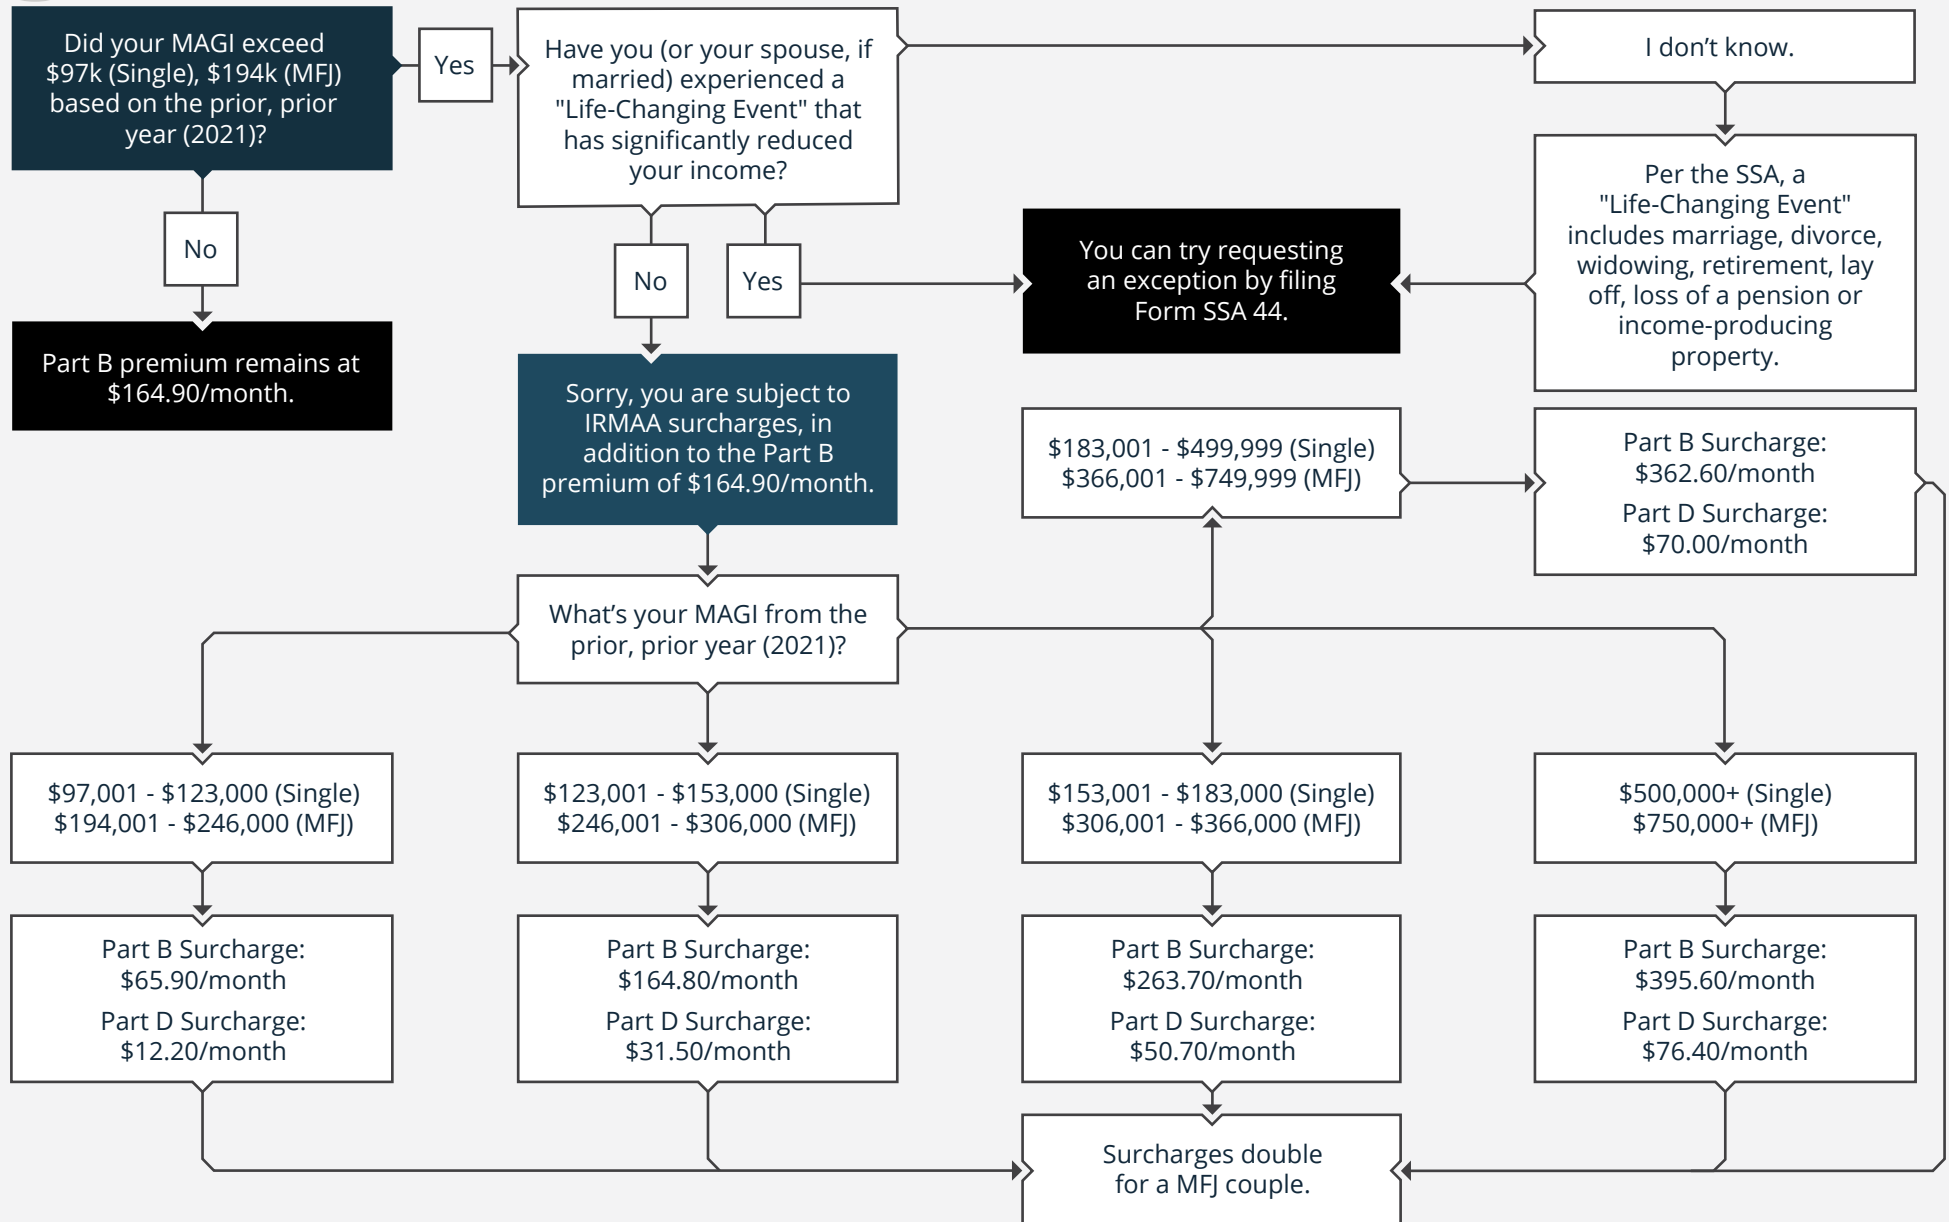 Did your MAGI exceed
$97k (Single), $194k (MFJ)
based on the prior, prior
year (2021)?
Yes
Have you (or your spouse, if
married) experienced a
"Life-Changing Event" that
has significantly reduced
your income?
I don’t know.
Per the SSA, a
"Life-Changing Event"
includes marriage, divorce,
widowing, retirement, lay
off, loss of a pension or
income-producing
property.
No
No
Yes
You can try requesting
an exception by filing
Form SSA 44.
Part B premium remains at
$164.90/month.
Sorry, you are subject to
IRMAA surcharges, in
addition to the Part B
premium of $164.90/month.
$183,001 - $499,999 (Single)
$366,001 - $749,999 (MFJ)
Part B Surcharge:
$362.60/month
Part D Surcharge:
$70.00/month
What’s your MAGI from the
prior, prior year (2021)?
$97,001 - $123,000 (Single)
$194,001 - $246,000 (MFJ)
$123,001 - $153,000 (Single)
$246,001 - $306,000 (MFJ)
$153,001 - $183,000 (Single)
$306,001 - $366,000 (MFJ)
$500,000+ (Single)
$750,000+ (MFJ)
Part B Surcharge:
$65.90/month
Part D Surcharge:
$12.20/month
Part B Surcharge:
$164.80/month
Part D Surcharge:
$31.50/month
Part B Surcharge:
$263.70/month
Part D Surcharge:
$50.70/month
Part B Surcharge:
$395.60/month
Part D Surcharge:
$76.40/month
Surcharges double
for a MFJ couple.